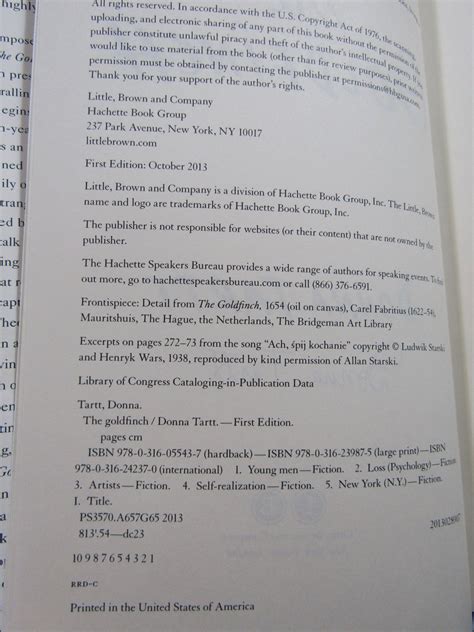 All rights reserved. In accordance with the U.S. Copyright Act of 1976, the scanning,
uploading, and electronic sharing of any part of this book without the permission of the
publisher constitute unlawful piracy and theft of the author's intellectual property. If you
would like to use material from the book (other than for review purposes), prior written
permission must be obtained by contacting the publisher at permissions@hbgusa.com.
Thank you for your support of the author's rights.
Little, Brown and Company
Hachette Book Group
237 Park Avenue, New York, NY 10017
littlebrown.com
First Edition: October 2013
Little, Brown and Company is a division of Hachette Book Group, Inc. The Little, Brown
name and logo are trademarks of Hachette Book Group, Inc.
The publisher is not responsible for websites (or their content) that are not owned by the
publisher.
The Hachette Speakers Bureau provides a wide range of authors for speaking events. To find
out more, go to hachettespeakersbureau.com or call (866) 376-6591.
Frontispiece: Detail from The Goldfinch, 1654 (oil on canvas), Carel Fabritius (1622–54),
Mauritshuis, The Hague, the Netherlands, The Bridgeman Art Library
Excerpts on pages 272–73 from the song "Ach, śpij kochanie" copyright © Ludwik Starski
and Henryk Wars, 1938, reproduced by kind permission of Allan Starski.
Library of Congress Cataloging-in-Publication Data
Tartt, Donna.
The goldfinch / Donna Tartt.—First Edition.
pages cm
ISBN 978-0-316-05543-7 (hardback)—ISBN 978-0-316-23987-5 (large print)—ISBN
978-0-316-24237-0 (international) 1. Young men—Fiction. 2. Loss (Psychology)—Fiction.
3. Artists—Fiction. 4. Self-realization—Fiction. 5. New York (N.Y.)—Fiction.
I. Title.
PS3570.A657G65 2013
813'.54—dc23
2013028907
10 9 8 7 6 5 4 3 2 1
RRD-C
Printed in the United States of America